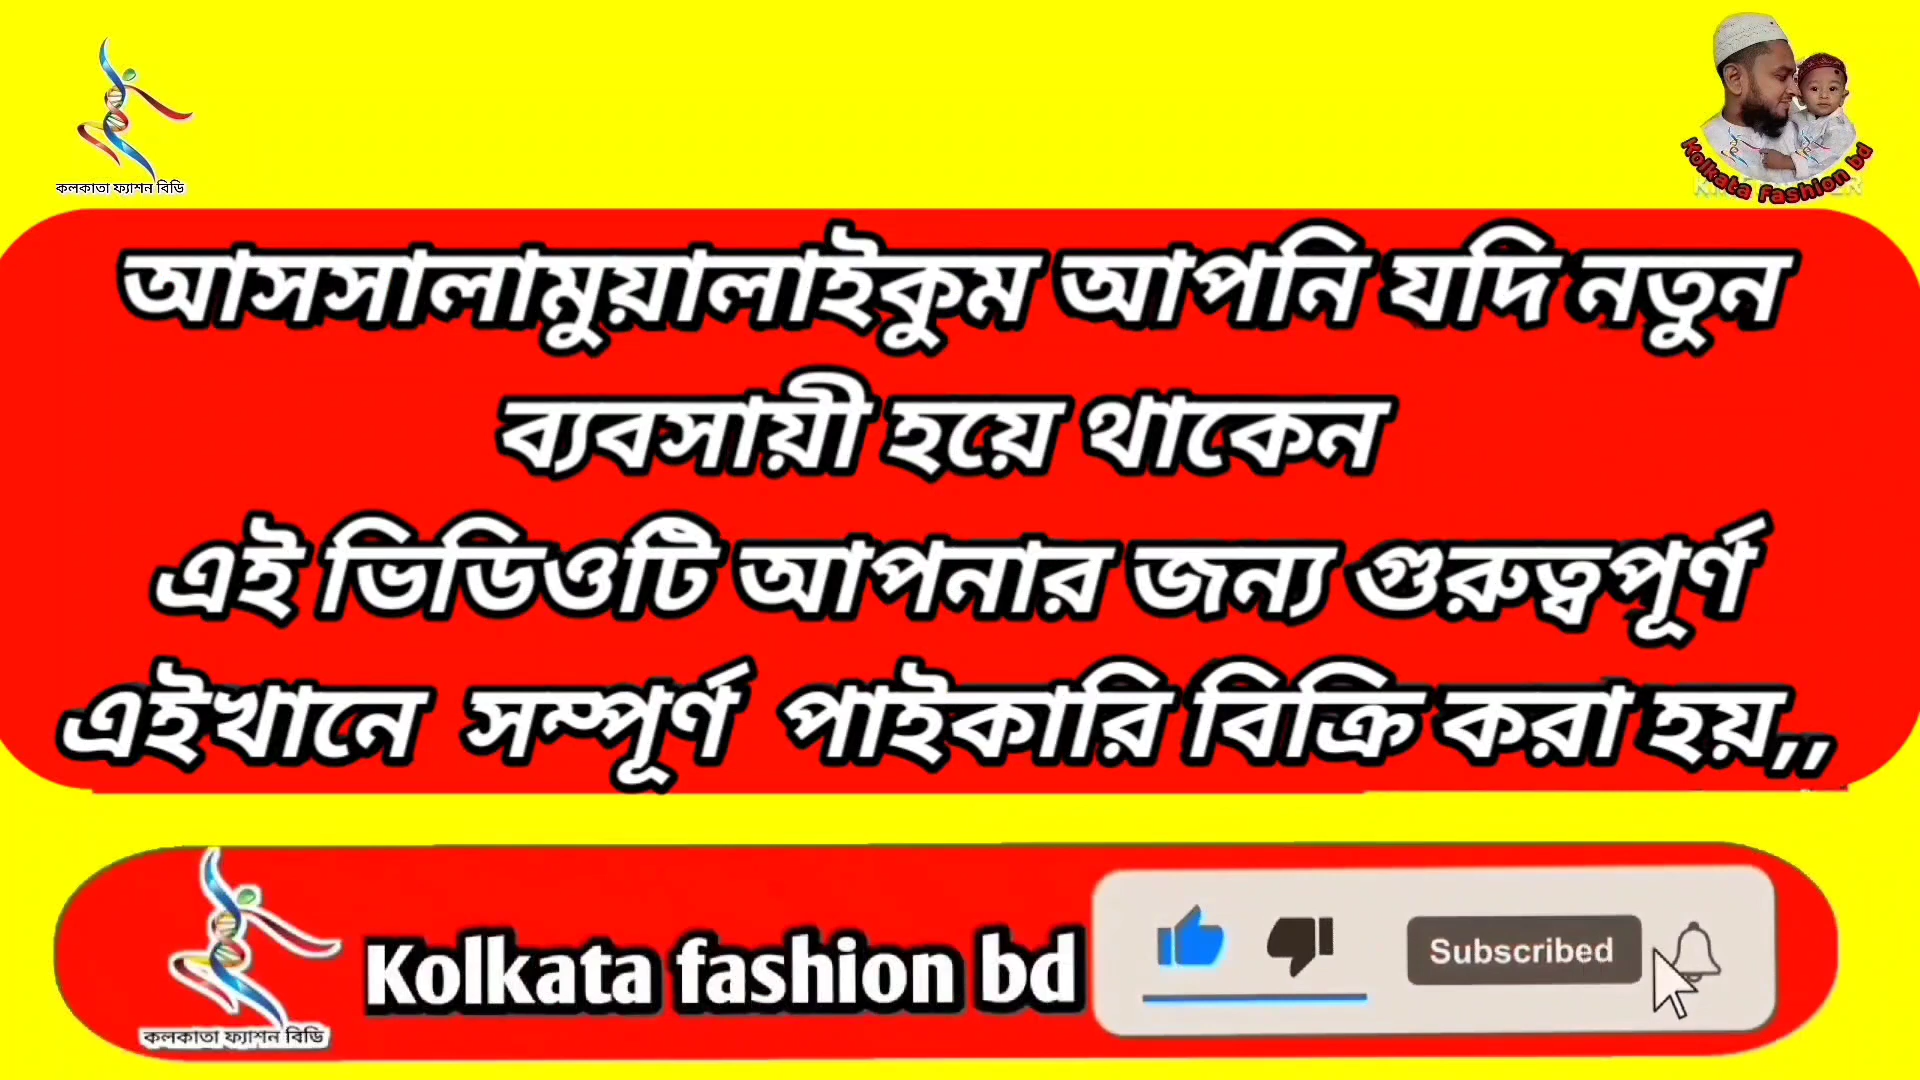 কলকাতা ফ্যাশন বিডি
Kolkata fashion bd
আসসালামুয়ালাইকুম আপনি যদি নতুন
ব্যবসায়ী হয়ে থাকেন
এই ভিডিওটি আপনার জন্য গুরুত্বপূর্ণ
এইখানে সম্পূর্ণ পাইকারি বিক্রি করা হয়,,
Kolkata fashion bd
Subscribed
কলকাতা ফ্যাশন বিডি